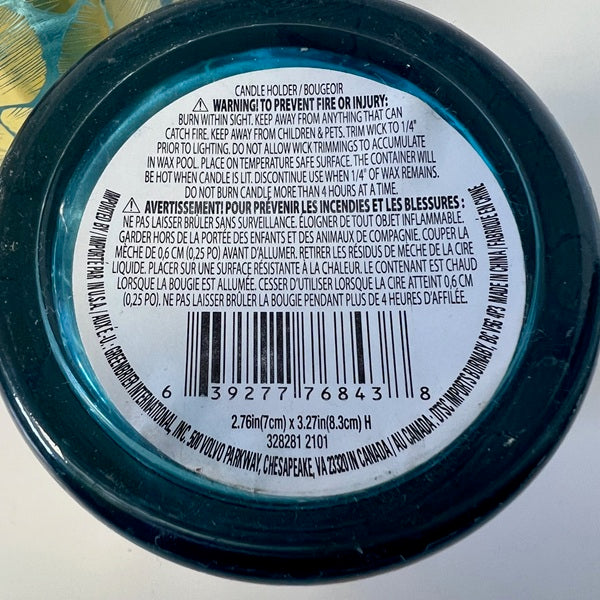 CANDLE HOLDER / BOUGEOIR
⚠ WARNING! TO PREVENT FIRE OR INJURY:
BURN WITHIN SIGHT. KEEP AWAY FROM ANYTHING THAT CAN
CATCH FIRE. KEEP AWAY FROM CHILDREN & PETS. TRIM WICK TO 1/4"
PRIOR TO LIGHTING. DO NOT ALLOW WICK TRIMMINGS TO ACCUMULATE
IN WAX POOL. PLACE ON TEMPERATURE SAFE SURFACE. THE CONTAINER WILL
BE HOT WHEN CANDLE IS LIT. DISCONTINUE USE WHEN 1/4" OF WAX REMAINS.
DO NOT BURN CANDLE MORE THAN 4 HOURS AT A TIME.
⚠ AVERTISSEMENT! POUR PRÉVENIR LES INCENDIES ET LES BLESSURES :
NE PAS LAISSER BRÛLER SANS SURVEILLANCE. ÉLOIGNER DE TOUT OBJET INFLAMMABLE.
GARDER HORS DE LA PORTÉE DES ENFANTS ET DES ANIMAUX DE COMPAGNIE. COUPER LA
MÈCHE DE 0,6 CM (0,25 PO) AVANT D'ALLUMER. RETIRER LES RÉSIDUS DE MÈCHE DE LA CIRE
LIQUIDE. PLACER SUR UNE SURFACE RÉSISTANTE À LA CHALEUR. LE CONTENANT EST CHAUD
LORSQUE LA BOUGIE EST ALLUMÉE. CESSER D'UTILISER LORSQUE LA CIRE ATTEINT 0,6 CM
(0,25 PO). NE PAS LAISSER BRÛLER LA BOUGIE PENDANT PLUS DE 4 HEURES D'AFFILÉE.
6 39277 76843 8
2.76in(7cm) x 3.27in(8.3cm) H
328281 2101
IMPORTED BY / IMPORTÉ PAR: IN U.S.A. / AUX É.-U.: GREENBRIER INTERNATIONAL, INC. 500 VOLVO PARKWAY, CHESAPEAKE, VA 23320 IN CANADA / AU CANADA : DTSC IMPORTS BURNABY BC V5G 4P3 MADE IN CHINA / FABRIQUÉ EN CHINE